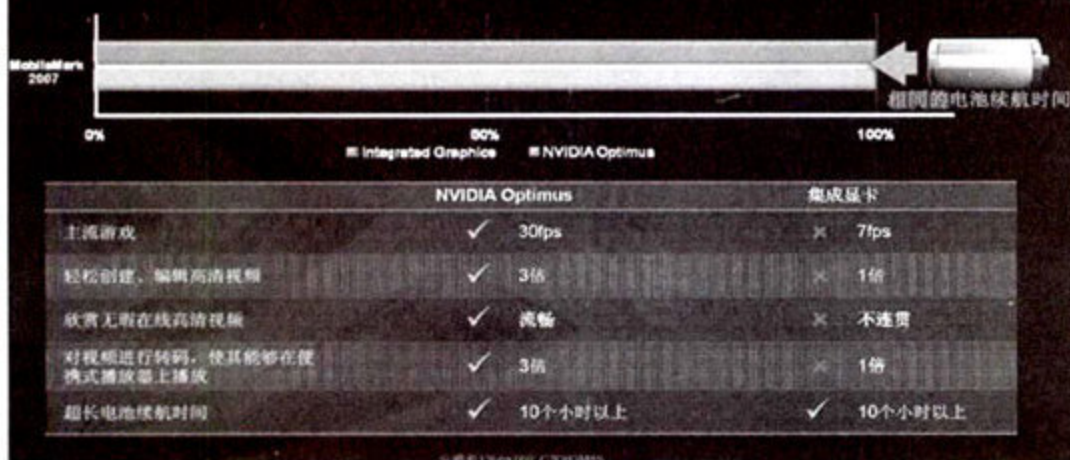 MobileMark
2007
相同的电池续航时间
0% 50% 100%
Integrated Graphics NVIDIA Optimus
NVIDIA Optimus 集成显卡
主流游戏 ✓ 30fps × 7fps
轻松创建、编辑高清视频 ✓ 3倍 × 1倍
欣赏无瑕在线高清视频 ✓ 流畅 × 不连贯
对视频进行转码,使其能够在便
携式播放器上播放 ✓ 3倍 × 1倍
超长电池续航时间 ✓ 10个小时以上 ✓ 10个小时以上